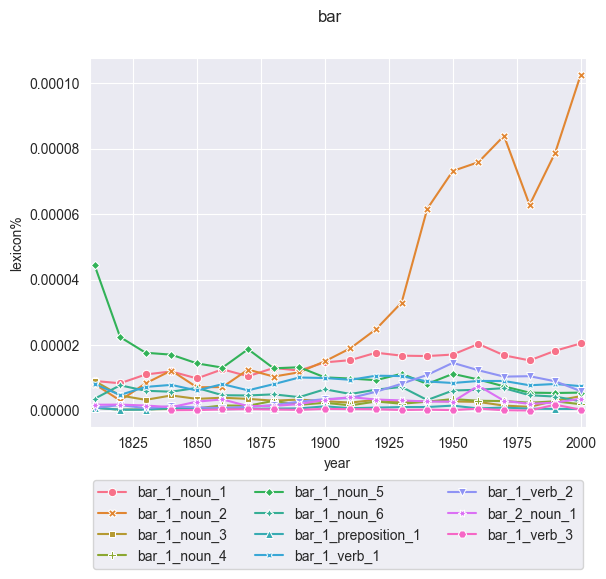 bar
0.00010
0.00008
0.00006
0.00004
0.00002
0.00000
lexicon%
1825 1850 1875 1900 1925 1950 1975 2000
year
bar_1_noun_1 bar_1_noun_5 bar_1_verb_2
bar_1_noun_2 bar_1_noun_6 bar_2_noun_1
bar_1_noun_3 bar_1_preposition_1 bar_1_verb_3
bar_1_noun_4 bar_1_verb_1